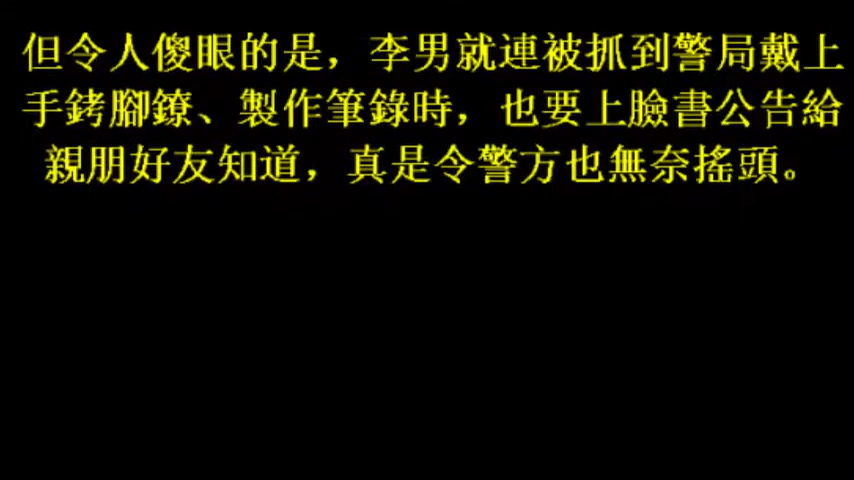 但令人傻眼的是，李男就連被抓到警局戴上
手銬腳鐐、製作筆錄時，也要上臉書公告給
親朋好友知道，真是令警方也無奈搖頭。